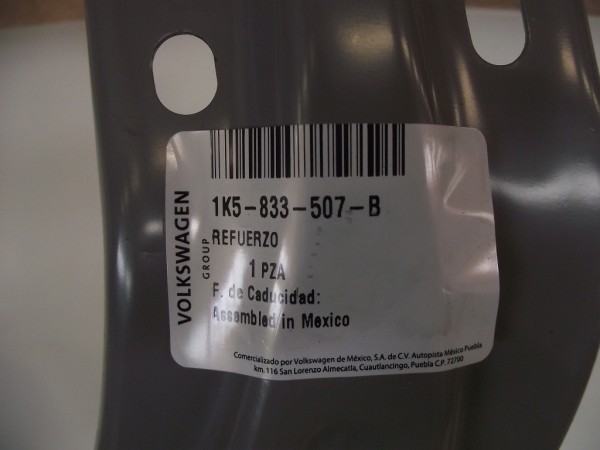 VOLKSWAGEN
GROUP
1K5-833-507-B
REFUERZO
1 PZA
F. de Caducidad:
Assembled in Mexico
Comercializado por Volkswagen de México, S.A. de C.V. Autopista México Puebla
km. 116 San Lorenzo Almecatla, Cuautlancingo, Puebla C.P. 72700